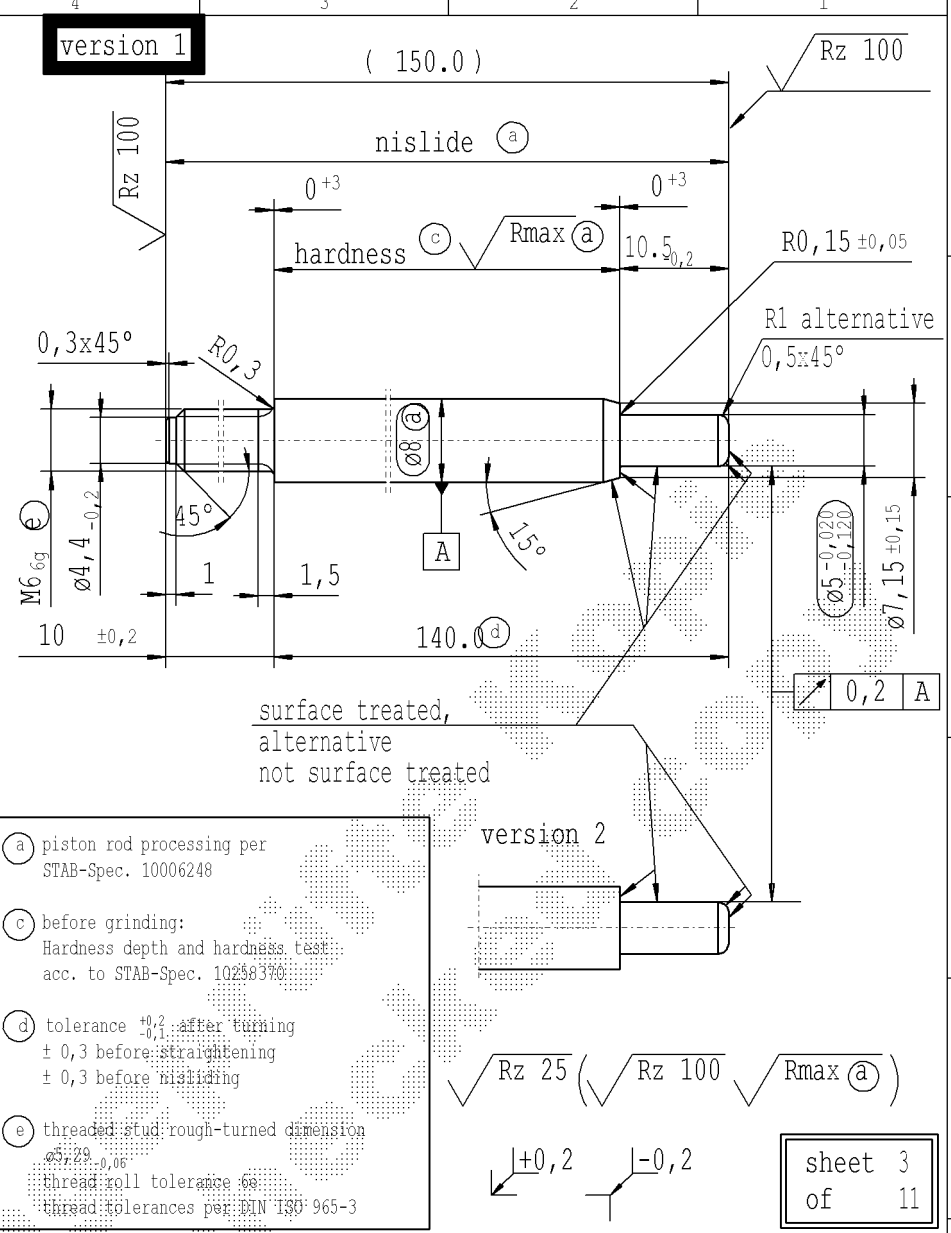 4 3 2 1
version 1
( 150.0 )
Rz 100
Rz 100
nislide a
0 +3
0 +3
hardness c
Rmax a
10.5 -0,2
R0,15 ±0,05
R1 alternative
0,5x45°
0,3x45°
R0,3
ø8 a
M6 6g e
ø4,4 -0,2
45°
15°
A
ø5 -0,020 -0,120
ø7,15 ±0,15
1
1,5
10 ±0,2
140.0 d
0,2 A
surface treated,
alternative
not surface treated
version 2
a piston rod processing per
STAB-Spec. 10006248
c before grinding:
Hardness depth and hardness test
acc. to STAB-Spec. 10258370
d tolerance +0,2 -0,1 after turning
± 0,3 before straightening
± 0,3 before nisliding
e threaded stud rough-turned dimension
ø5,29 -0,06
thread roll tolerance 6e
thread tolerances per DIN ISO 965-3
Rz 25 ( Rz 100 Rmax a )
+0,2
-0,2
sheet 3
of 11